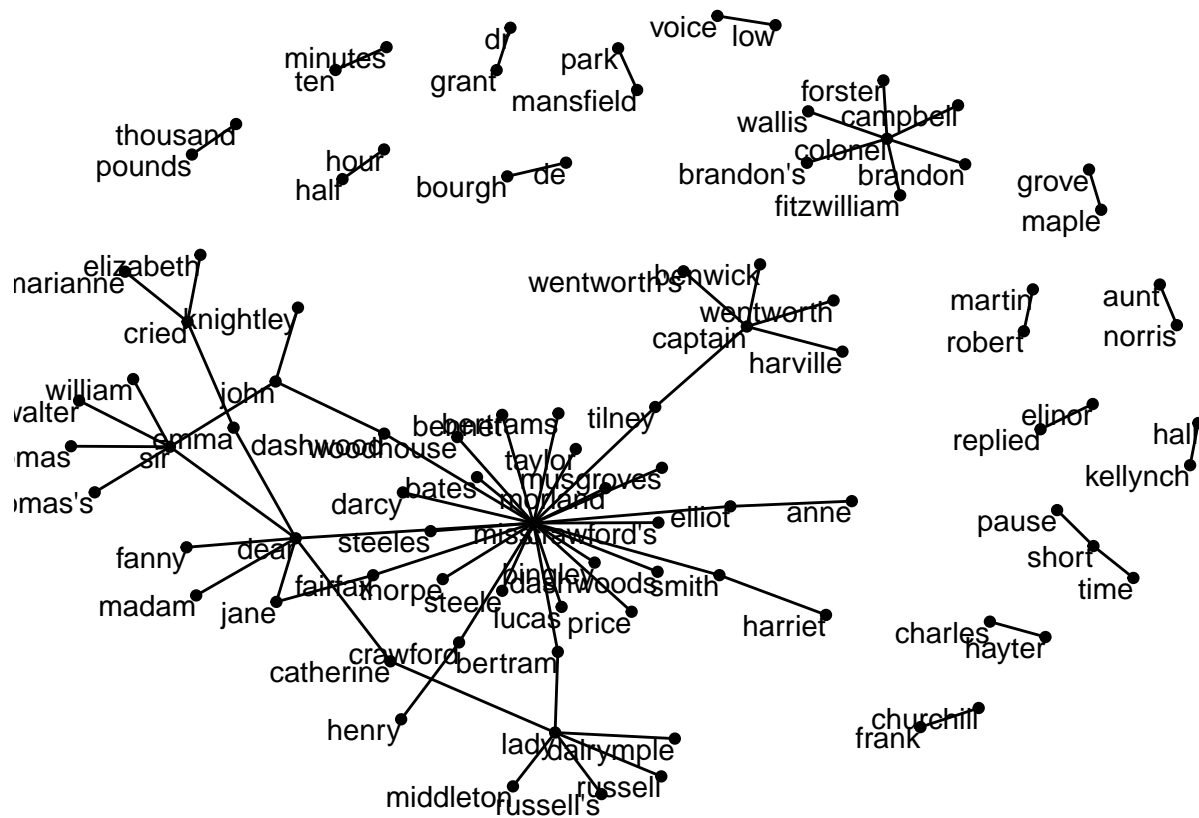 voice
low
minutes
ten
dr
grant
park
mansfield
forster
campbell
wallis
colonel
brandon's
brandon
fitzwilliam
thousand
pounds
hour
half
bourgh
de
grove
maple
elizabeth
marianne
knightley
cried
wentworth's
benwick
wentworth
captain
harville
martin
robert
aunt
norris
william
walter
john
emma
sir
omas
omas's
dashwood
woodhouse
bennet
bertrams
tilney
taylor
musgroves
bates
morland
darcy
miss
crawford's
elliot
anne
steeles
dear
fanny
madam
jane
fairfax
thorpe
steele
bingley
dashwoods
smith
lucas
price
harriet
crawford
catherine
bertram
henry
lady
dalrymple
russell
middleton
russell's
elinor
replied
hall
kellynch
pause
short
time
charles
hayter
churchill
frank